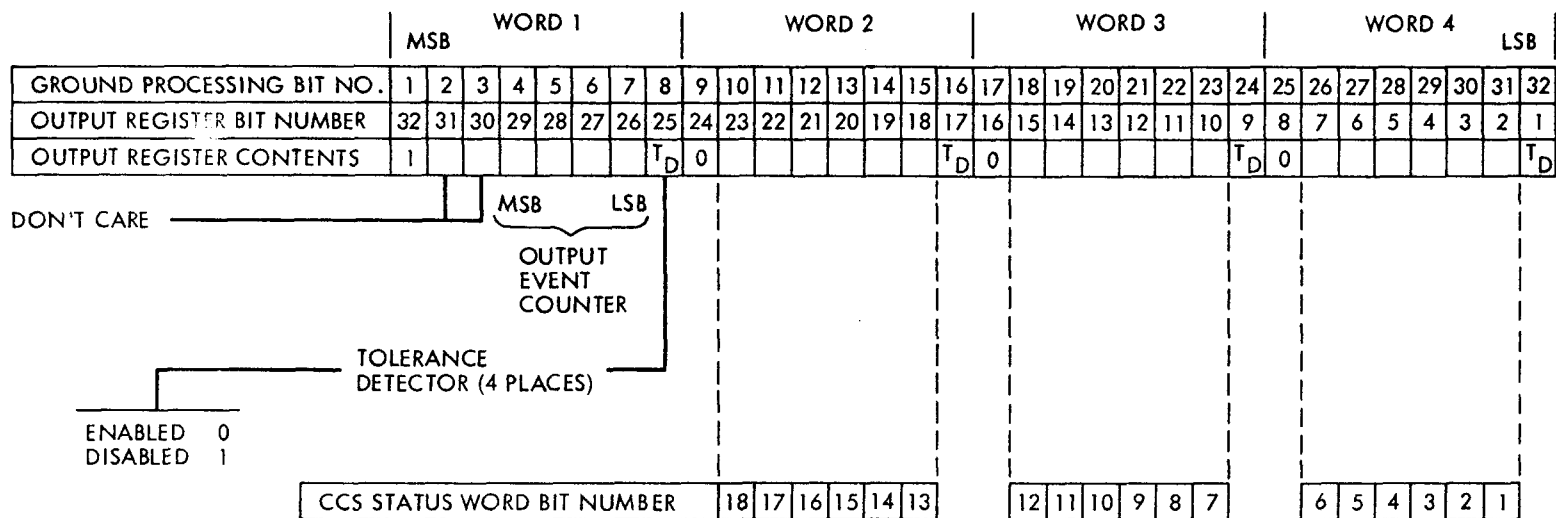 WORD 1 WORD 2 WORD 3 WORD 4
MSB LSB
GROUND PROCESSING BIT NO. 1 2 3 4 5 6 7 8 9 10 11 12 13 14 15 16 17 18 19 20 21 22 23 24 25 26 27 28 29 30 31 32
OUTPUT REGISTER BIT NUMBER 32 31 30 29 28 27 26 25 24 23 22 21 20 19 18 17 16 15 14 13 12 11 10 9 8 7 6 5 4 3 2 1
OUTPUT REGISTER CONTENTS 1 TD 0 TD 0 TD 0 TD
MSB LSB
DON'T CARE
OUTPUT
EVENT
COUNTER
TOLERANCE
DETECTOR (4 PLACES)
ENABLED 0
DISABLED 1
CCS STATUS WORD BIT NUMBER 18 17 16 15 14 13 12 11 10 9 8 7 6 5 4 3 2 1